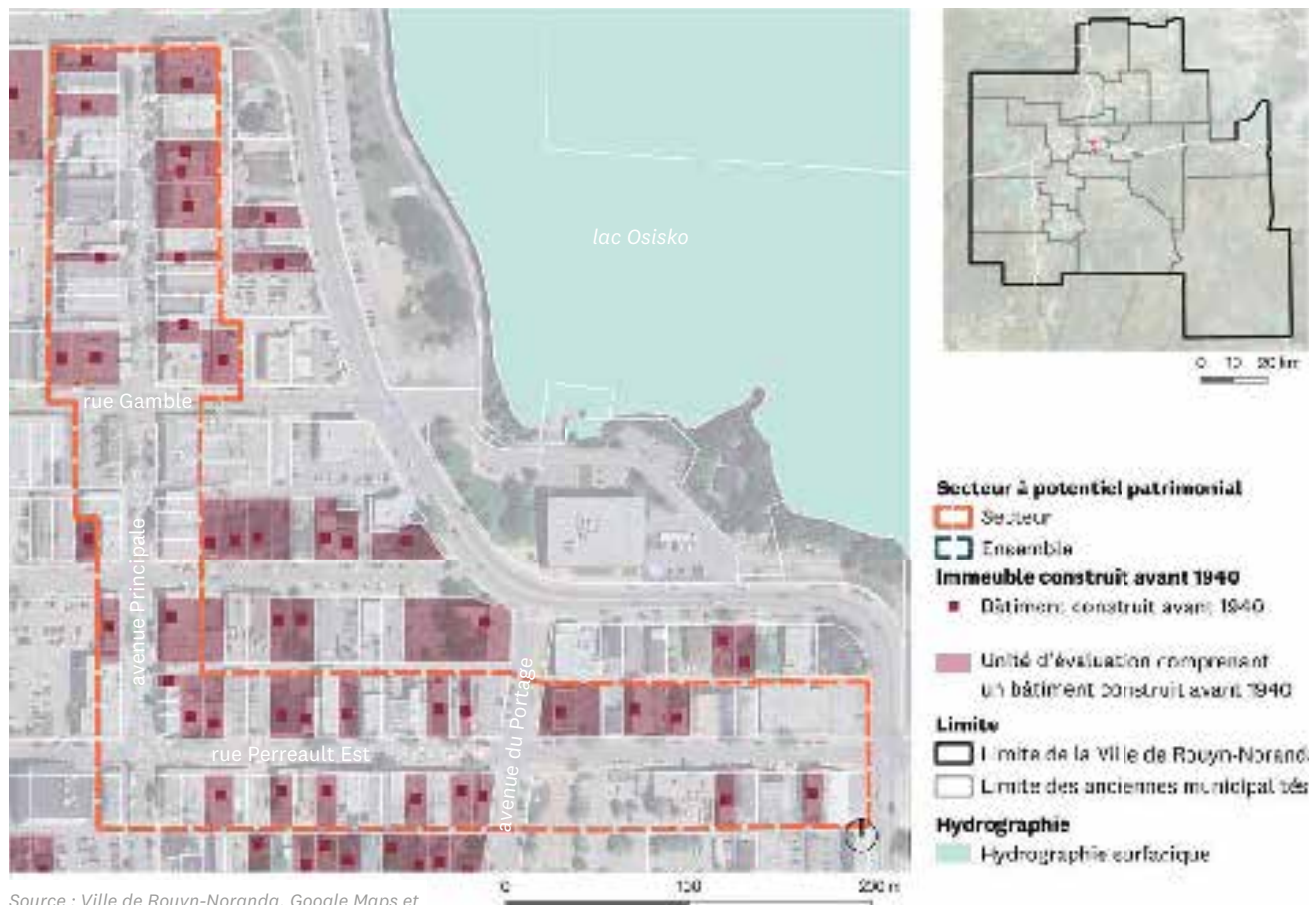 lac Osisko
rue Gamble
avenue Principale
avenue du Portage
rue Perreault Est
0 100 200 m
Source : Ville de Rouyn-Noranda, Google Maps et
0 10 20 km
Secteur à potentiel patrimonial
Secteur
Ensemble
Immeuble construit avant 1940
Bâtiment construit avant 1940
Unité d'évaluation comprenant
un bâtiment construit avant 1940
Limite
Limite de la Ville de Rouyn-Noranda
Limite des anciennes municipalités
Hydrographie
Hydrographie surfacique